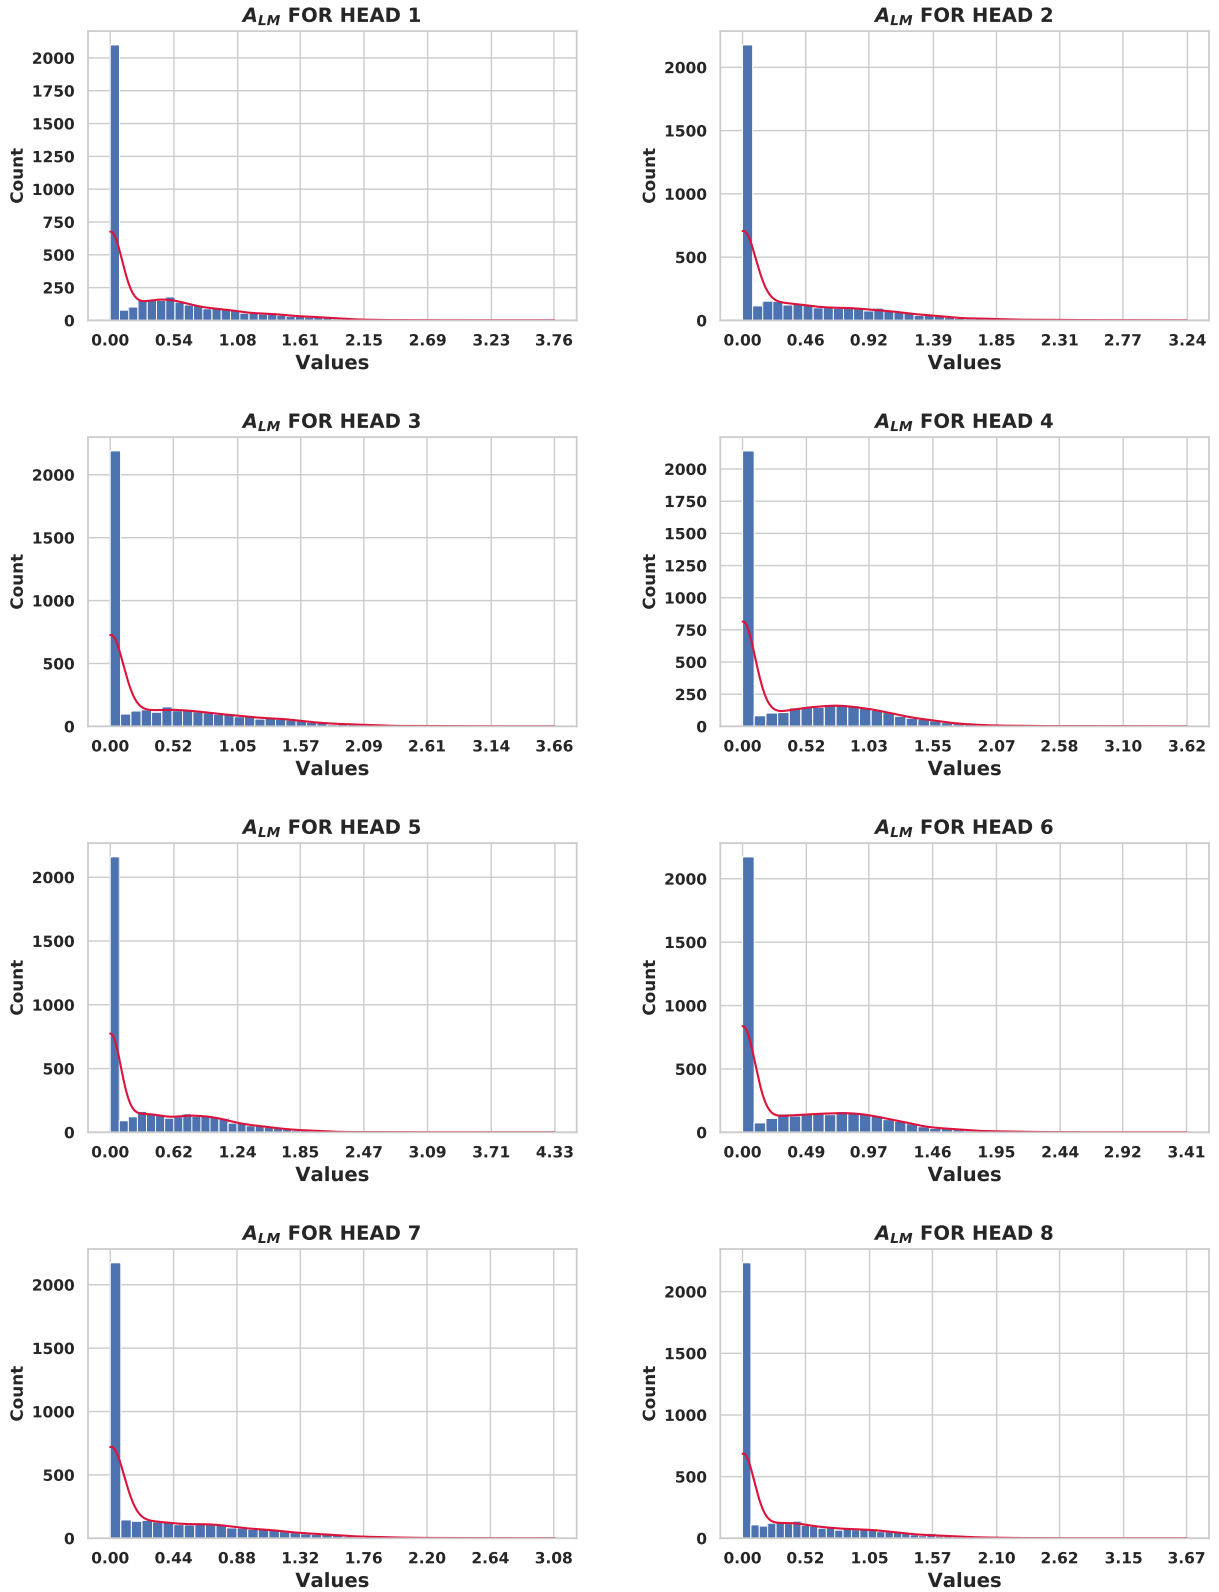 A_LM FOR HEAD 1
Count
2000
1750
1500
1250
1000
750
500
250
0
0.00 0.54 1.08 1.61 2.15 2.69 3.23 3.76
Values
A_LM FOR HEAD 2
Count
2000
1500
1000
500
0
0.00 0.46 0.92 1.39 1.85 2.31 2.77 3.24
Values
A_LM FOR HEAD 3
Count
2000
1500
1000
500
0
0.00 0.52 1.05 1.57 2.09 2.61 3.14 3.66
Values
A_LM FOR HEAD 4
Count
2000
1750
1500
1250
1000
750
500
250
0
0.00 0.52 1.03 1.55 2.07 2.58 3.10 3.62
Values
A_LM FOR HEAD 5
Count
2000
1500
1000
500
0
0.00 0.62 1.24 1.85 2.47 3.09 3.71 4.33
Values
A_LM FOR HEAD 6
Count
2000
1500
1000
500
0
0.00 0.49 0.97 1.46 1.95 2.44 2.92 3.41
Values
A_LM FOR HEAD 7
Count
2000
1500
1000
500
0
0.00 0.44 0.88 1.32 1.76 2.20 2.64 3.08
Values
A_LM FOR HEAD 8
Count
2000
1500
1000
500
0
0.00 0.52 1.05 1.57 2.10 2.62 3.15 3.67
Values